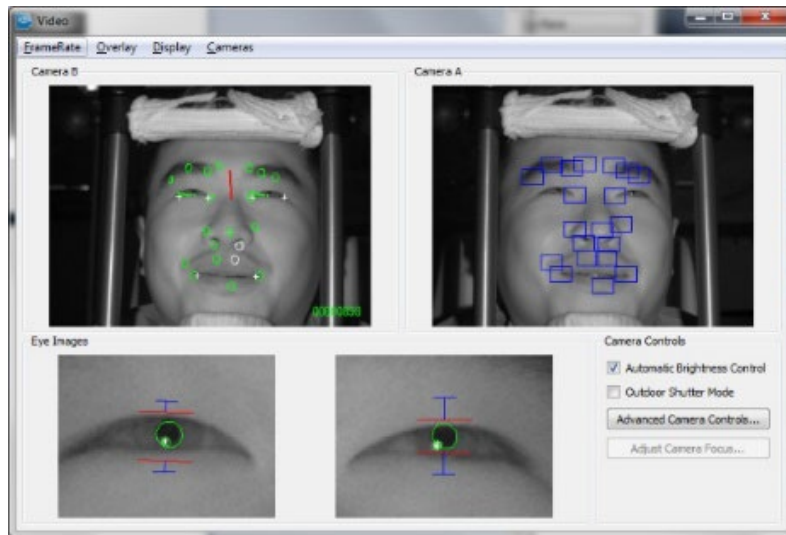 Video
FrameRate Overlay Display Cameras
Camera B
Camera A
Eye Images
Camera Controls
Automatic Brightness Control
Outdoor Shutter Mode
Advanced Camera Controls...
Adjust Camera Focus...